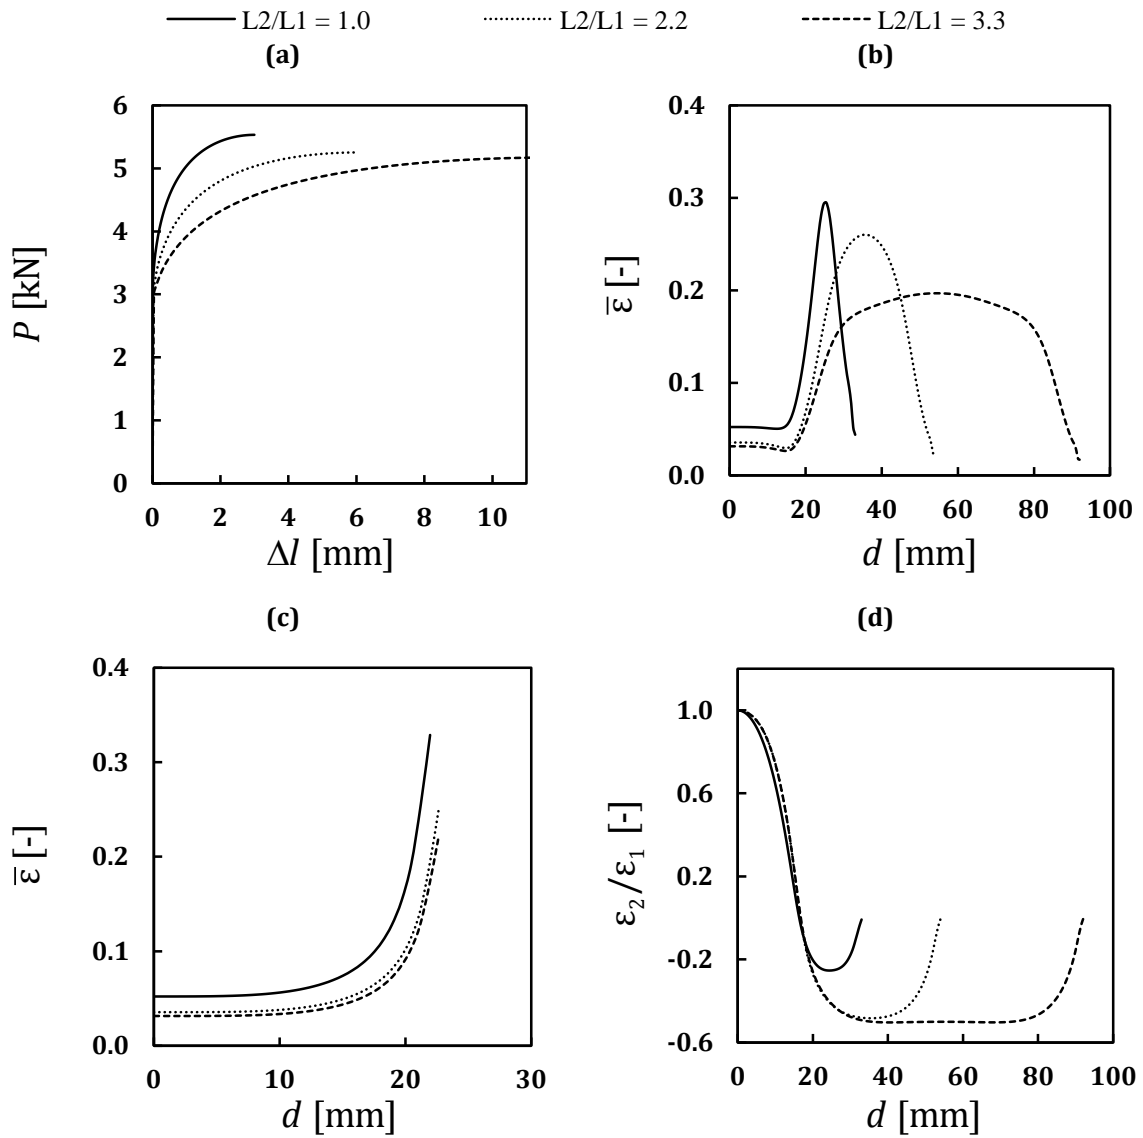 L2/L1 = 1.0 L2/L1 = 2.2 L2/L1 = 3.3
(a)
6
5
4
3
2
1
0
P [kN]
0 2 4 6 8 10
Δl [mm]
(b)
0.4
0.3
0.2
0.1
0.0
ε̅ [-]
0 20 40 60 80 100
d [mm]
(c)
0.4
0.3
0.2
0.1
0.0
ε̅ [-]
0 10 20 30
d [mm]
(d)
1.0
0.6
0.2
-0.2
-0.6
ε₂/ε₁ [-]
0 20 40 60 80 100
d [mm]